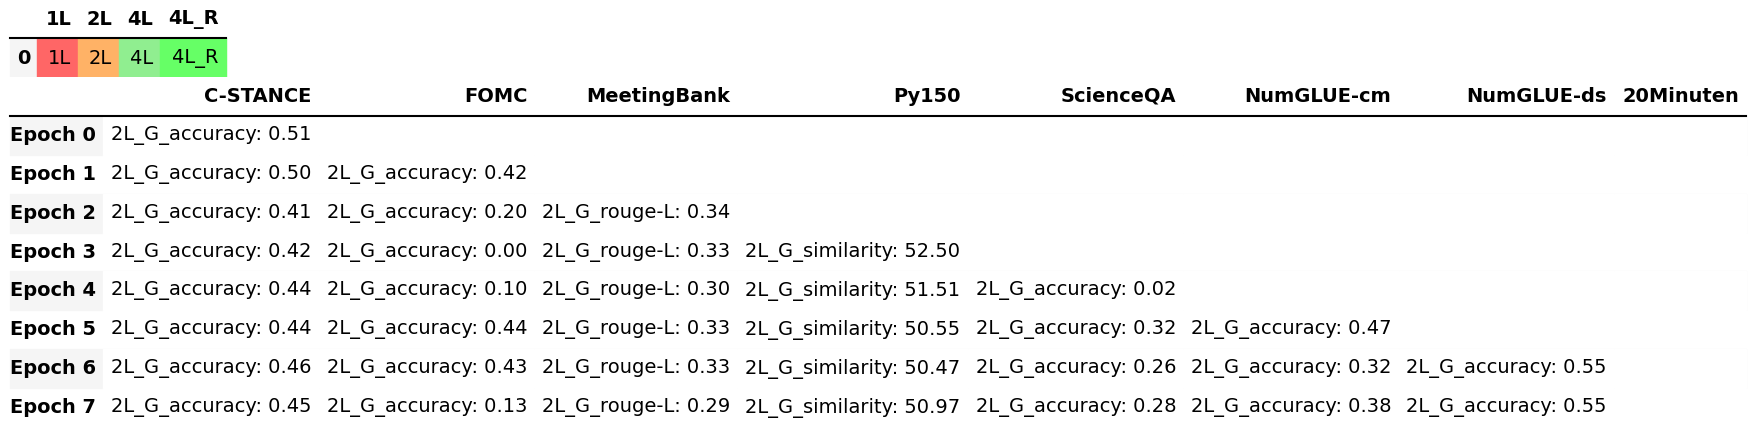 1L 2L 4L 4L_R
0 1L 2L 4L 4L_R
C-STANCE FOMC MeetingBank Py150 ScienceQA NumGLUE-cm NumGLUE-ds 20Minuten
Epoch 0 2L_G_accuracy: 0.51
Epoch 1 2L_G_accuracy: 0.50 2L_G_accuracy: 0.42
Epoch 2 2L_G_accuracy: 0.41 2L_G_accuracy: 0.20 2L_G_rouge-L: 0.34
Epoch 3 2L_G_accuracy: 0.42 2L_G_accuracy: 0.00 2L_G_rouge-L: 0.33 2L_G_similarity: 52.50
Epoch 4 2L_G_accuracy: 0.44 2L_G_accuracy: 0.10 2L_G_rouge-L: 0.30 2L_G_similarity: 51.51 2L_G_accuracy: 0.02
Epoch 5 2L_G_accuracy: 0.44 2L_G_accuracy: 0.44 2L_G_rouge-L: 0.33 2L_G_similarity: 50.55 2L_G_accuracy: 0.32 2L_G_accuracy: 0.47
Epoch 6 2L_G_accuracy: 0.46 2L_G_accuracy: 0.43 2L_G_rouge-L: 0.33 2L_G_similarity: 50.47 2L_G_accuracy: 0.26 2L_G_accuracy: 0.32 2L_G_accuracy: 0.55
Epoch 7 2L_G_accuracy: 0.45 2L_G_accuracy: 0.13 2L_G_rouge-L: 0.29 2L_G_similarity: 50.97 2L_G_accuracy: 0.28 2L_G_accuracy: 0.38 2L_G_accuracy: 0.55